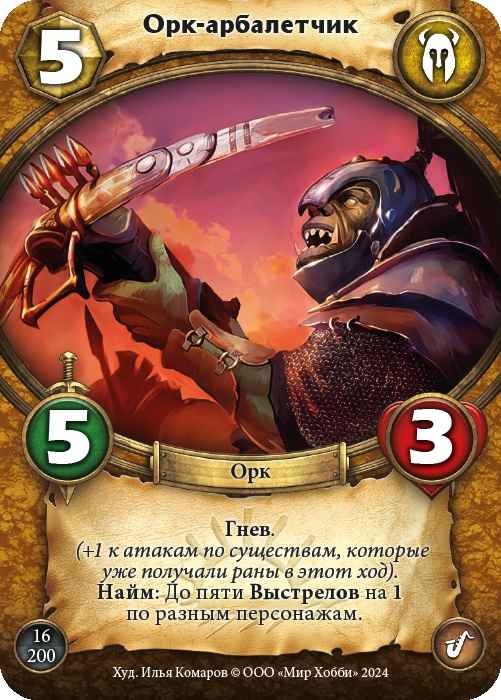 Орк-арбалетчик
5
5
3
Орк
Гнев.
(+1 к атакам по существам, которые
уже получали раны в этот ход).
Найм: До пяти Выстрелов на 1
по разным персонажам.
16
200
Худ. Илья Комаров © ООО «Мир Хобби» 2024